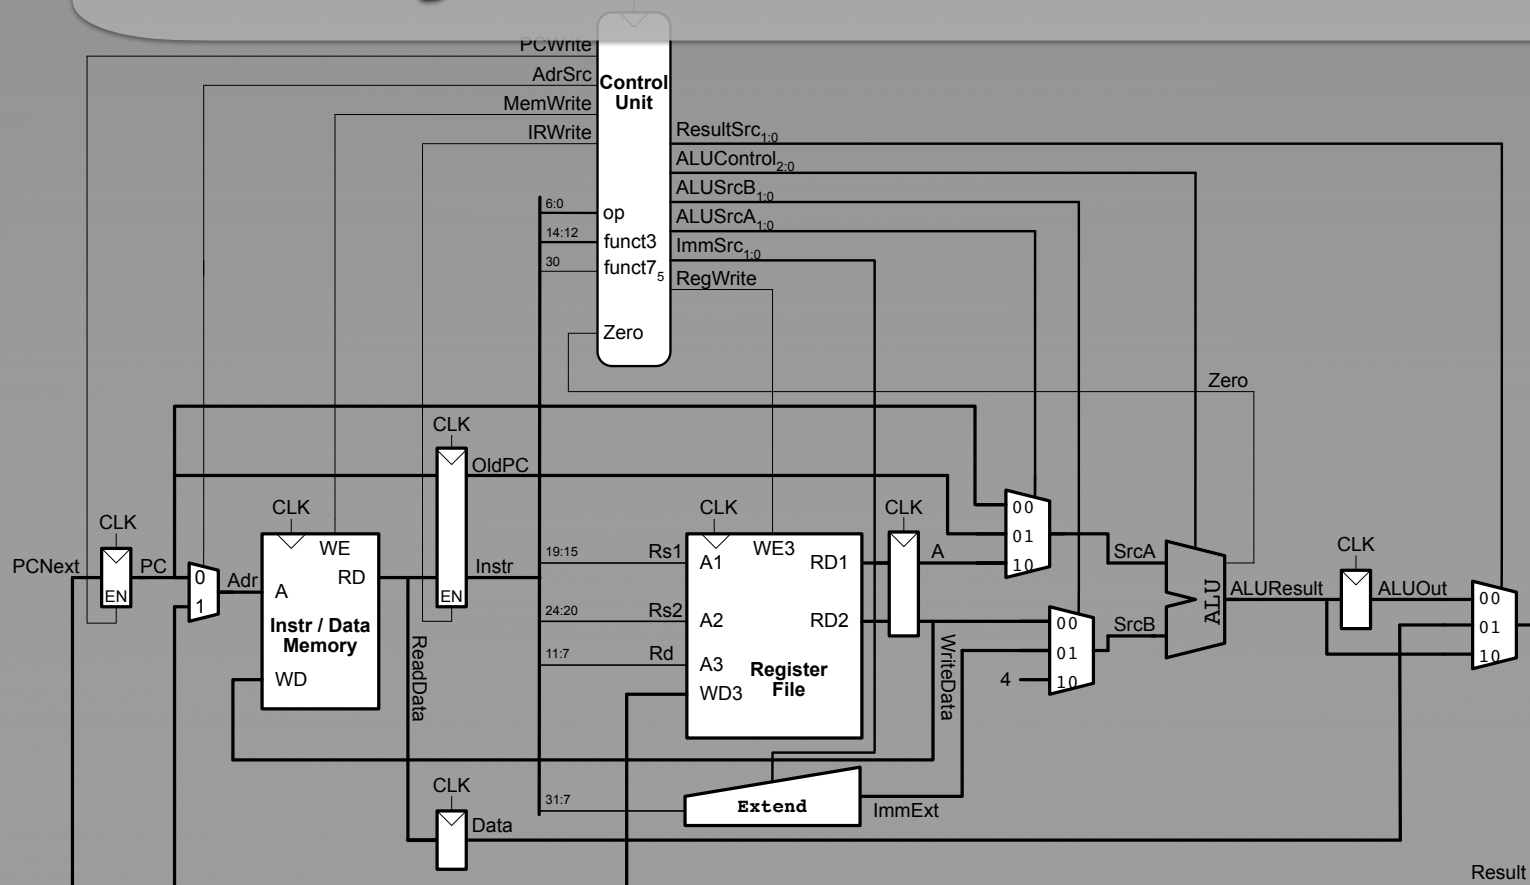 PCWrite
AdrSrc
MemWrite
IRWrite
Control
Unit
ResultSrc1:0
ALUControl2:0
ALUSrcB1:0
ALUSrcA1:0
ImmSrc1:0
RegWrite
6:0
op
14:12
funct3
30
funct75
Zero
Zero
CLK
OldPC
CLK
CLK
CLK
CLK
CLK
PCNext
PC
EN
0
1
Adr
WE
RD
A
Instr / Data
Memory
WD
ReadData
EN
Instr
19:15
Rs1
24:20
Rs2
11:7
Rd
A1
WE3
RD1
A2
RD2
A3
WD3
Register
File
A
WriteData
00
01
10
SrcA
00
01
10
4
SrcB
ALU
ALUResult
ALUOut
00
01
10
31:7
Extend
ImmExt
CLK
Data
Result